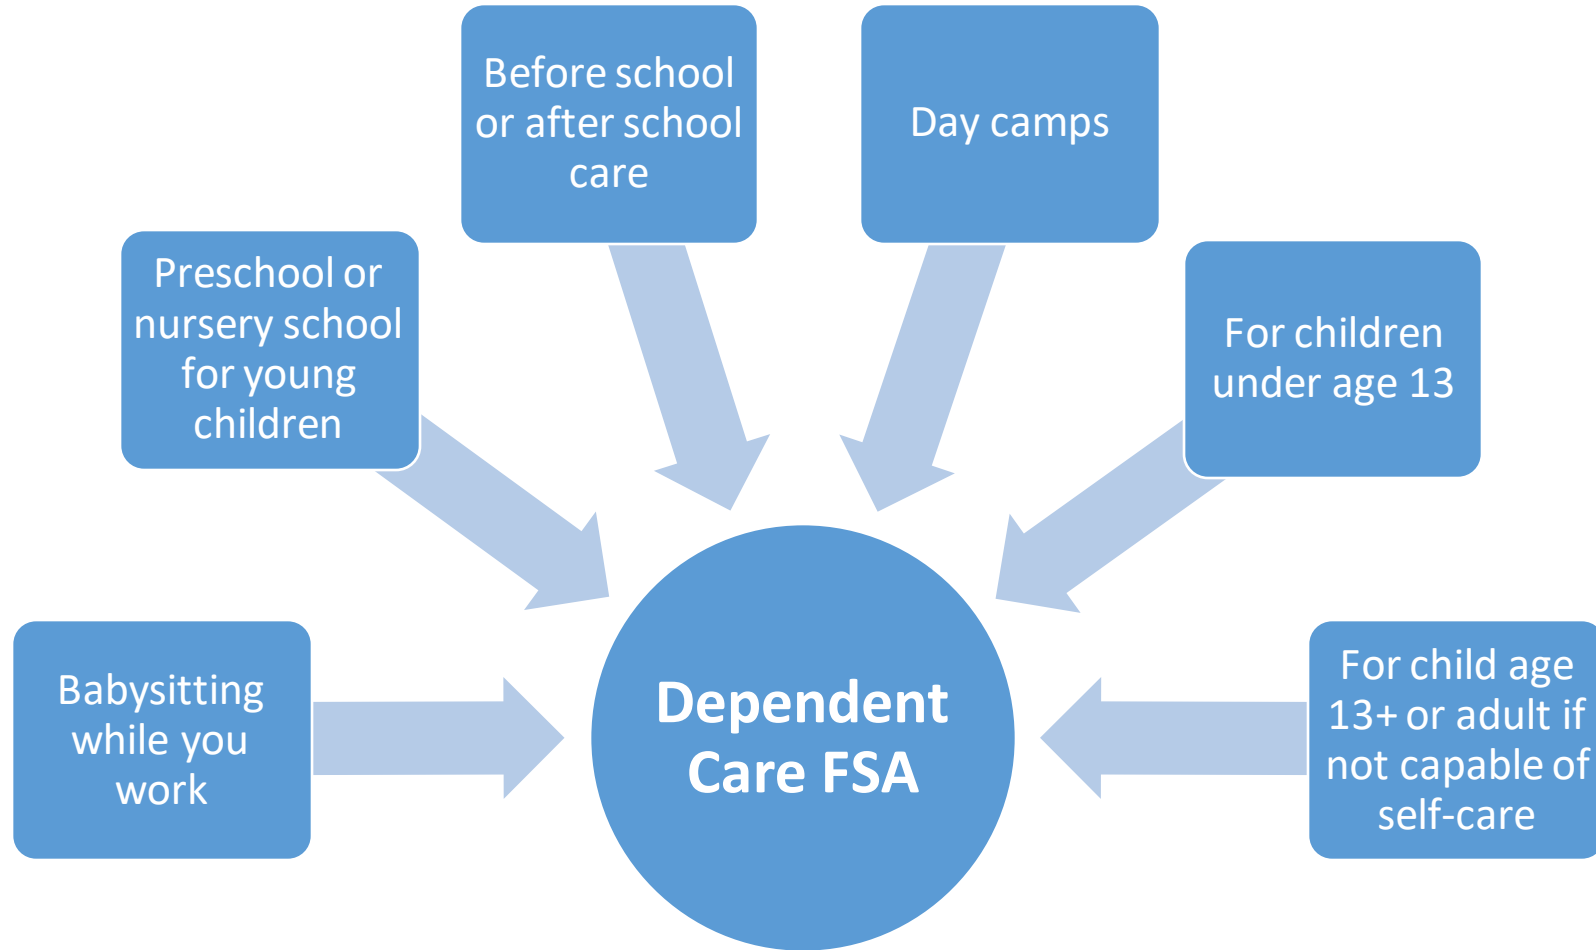 Before school
or after school
care
Day camps
Preschool or
nursery school
for young
children
For children
under age 13
Babysitting
while you
work
Dependent
Care FSA
For child age
13+ or adult if
not capable of
self-care